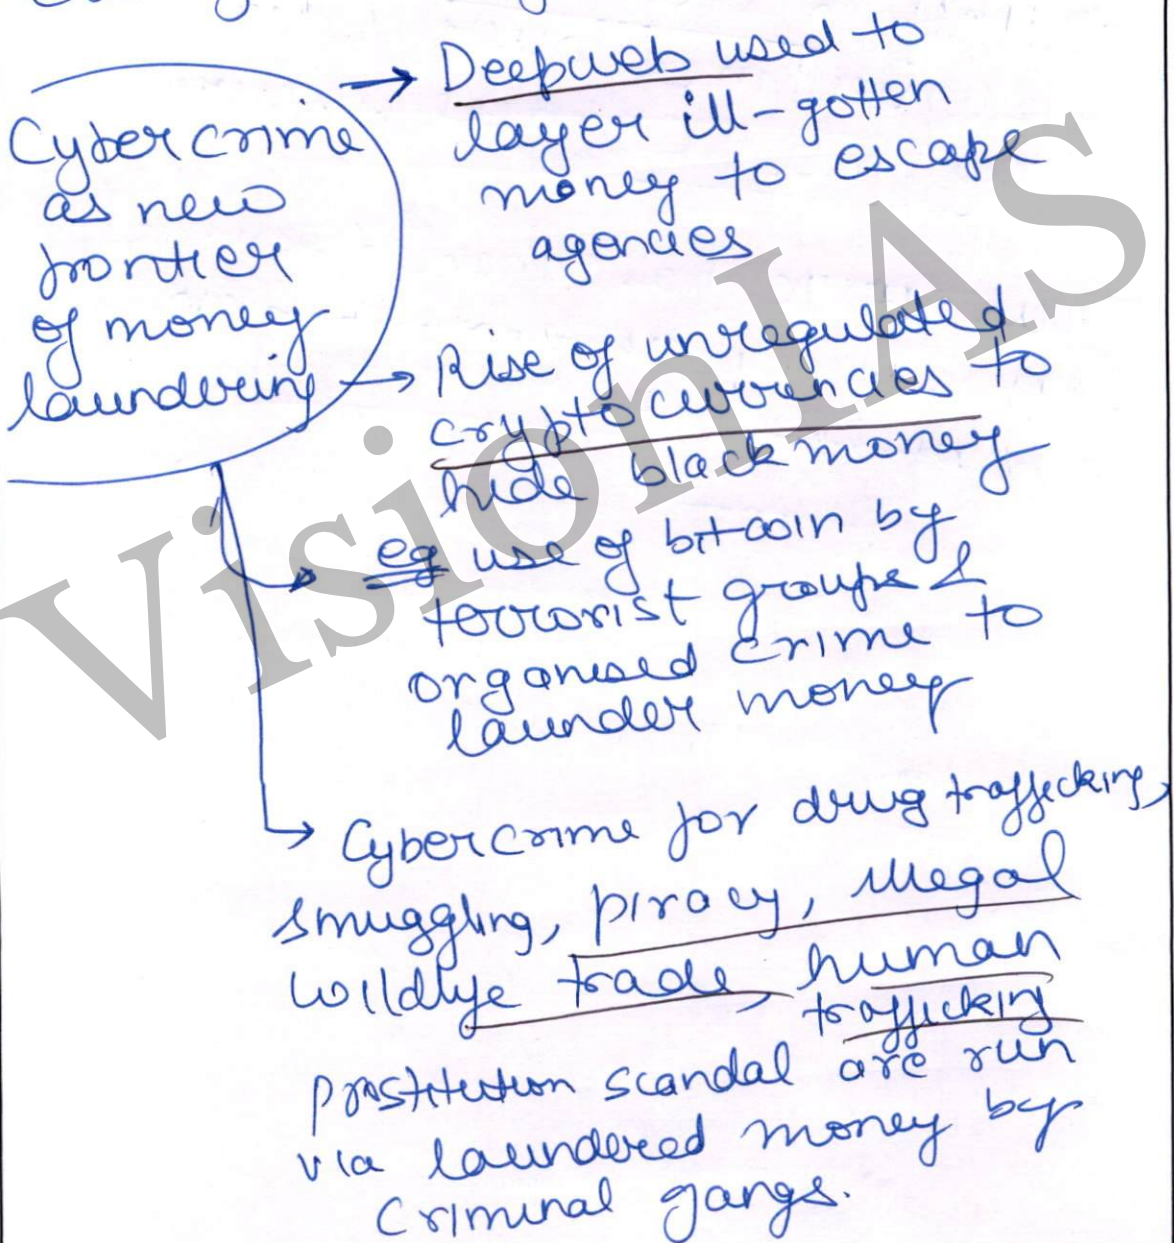 Cybercrime
as new
frontier
of money
laundering
→ Deepweb used to
layer ill-gotten
money to escape
agencies
→ Rise of unregulated
cryptocurrencies to
hide black money
eg use of bitcoin by
terrorist groups &
organised crime to
launder money
→ Cybercrime for drug trafficking,
smuggling, piracy, illegal
wildlife trade, human
trafficking
prostitution scandal are run
via laundered money by
criminal gangs.
VisionIAS